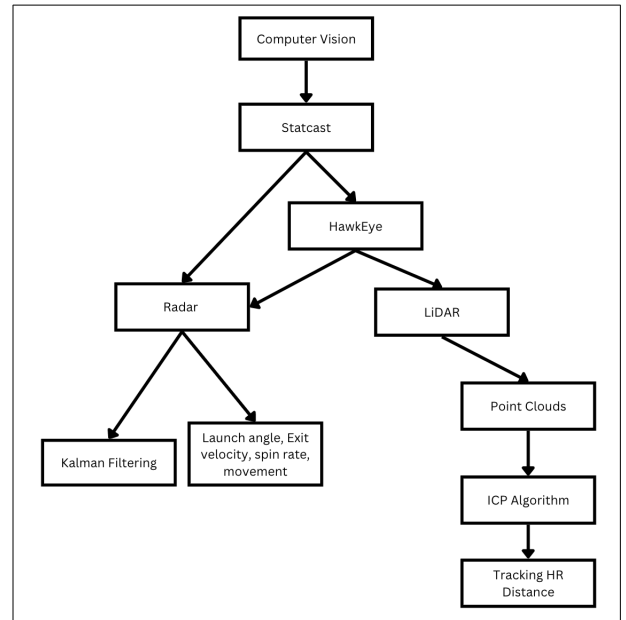 Computer Vision
Statcast
HawkEye
Radar
LiDAR
Point Clouds
Launch angle, Exit
velocity, spin rate,
movement
Kalman Filtering
ICP Algorithm
Tracking HR
Distance